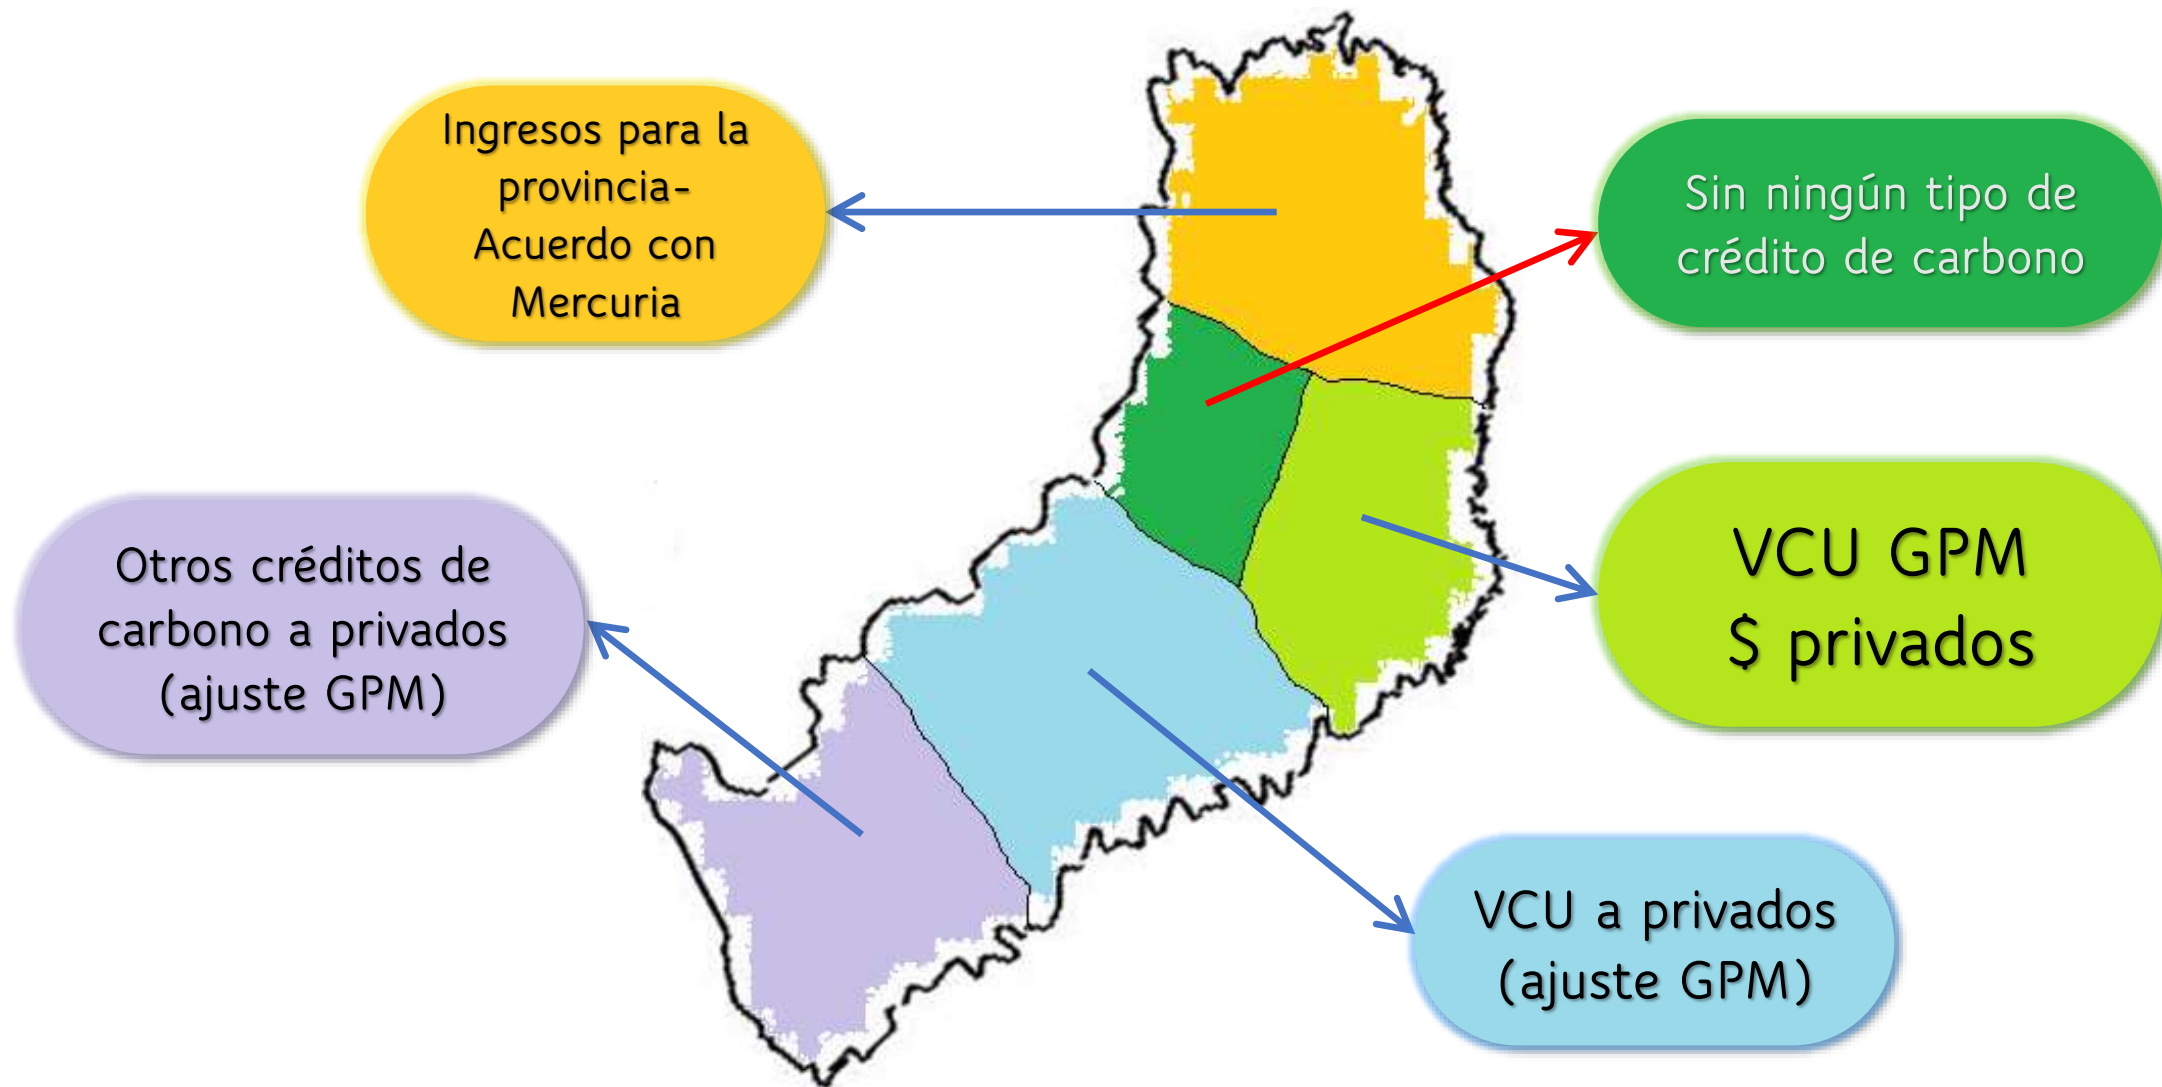 Ingresos para la
provincia-
Acuerdo con
Mercuria
Sin ningún tipo de
crédito de carbono
Otros créditos de
carbono a privados
(ajuste GPM)
VCU GPM
$ privados
VCU a privados
(ajuste GPM)